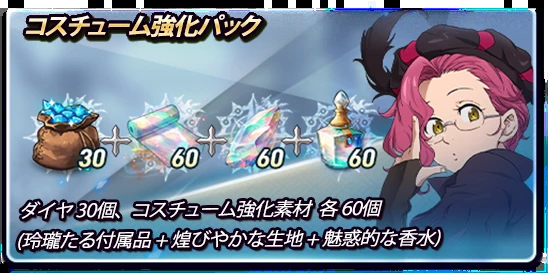 コスチューム強化パック
30 + 60 + 60 + 60
ダイヤ30個、コスチューム強化素材 各60個
(玲瓏たる付属品 + 煌びやかな生地 + 魅惑的な香水)